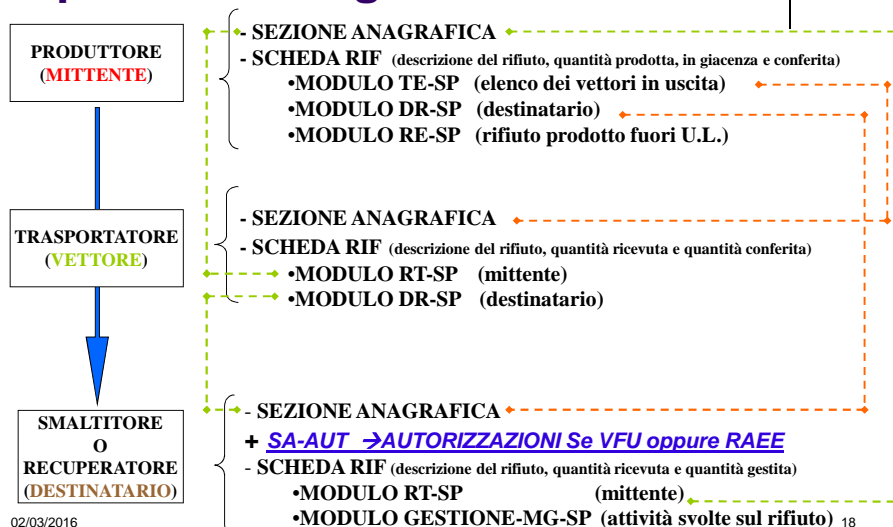 PRODUTTORE
(MITTENTE)
- SEZIONE ANAGRAFICA
- SCHEDA RIF (descrizione del rifiuto, quantità prodotta, in giacenza e conferita)
•MODULO TE-SP (elenco dei vettori in uscita)
•MODULO DR-SP (destinatario)
•MODULO RE-SP (rifiuto prodotto fuori U.L.)
TRASPORTATORE
(VETTORE)
- SEZIONE ANAGRAFICA
- SCHEDA RIF (descrizione del rifiuto, quantità ricevuta e quantità conferita)
•MODULO RT-SP (mittente)
•MODULO DR-SP (destinatario)
SMALTITORE
O
RECUPERATORE
(DESTINATARIO)
- SEZIONE ANAGRAFICA
+ SA-AUT →AUTORIZZAZIONI Se VFU oppure RAEE
- SCHEDA RIF (descrizione del rifiuto, quantità ricevuta e quantità gestita)
•MODULO RT-SP (mittente)
•MODULO GESTIONE-MG-SP (attività svolte sul rifiuto)
02/03/2016
18